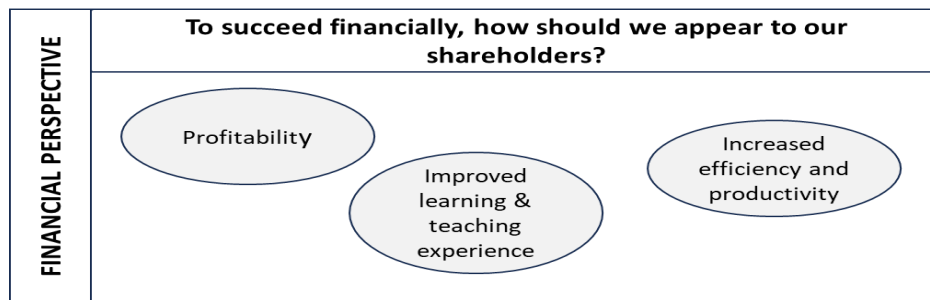 FINANCIAL PERSPECTIVE
To succeed financially, how should we appear to our
shareholders?
Profitability
Improved
learning &
teaching
experience
Increased
efficiency and
productivity